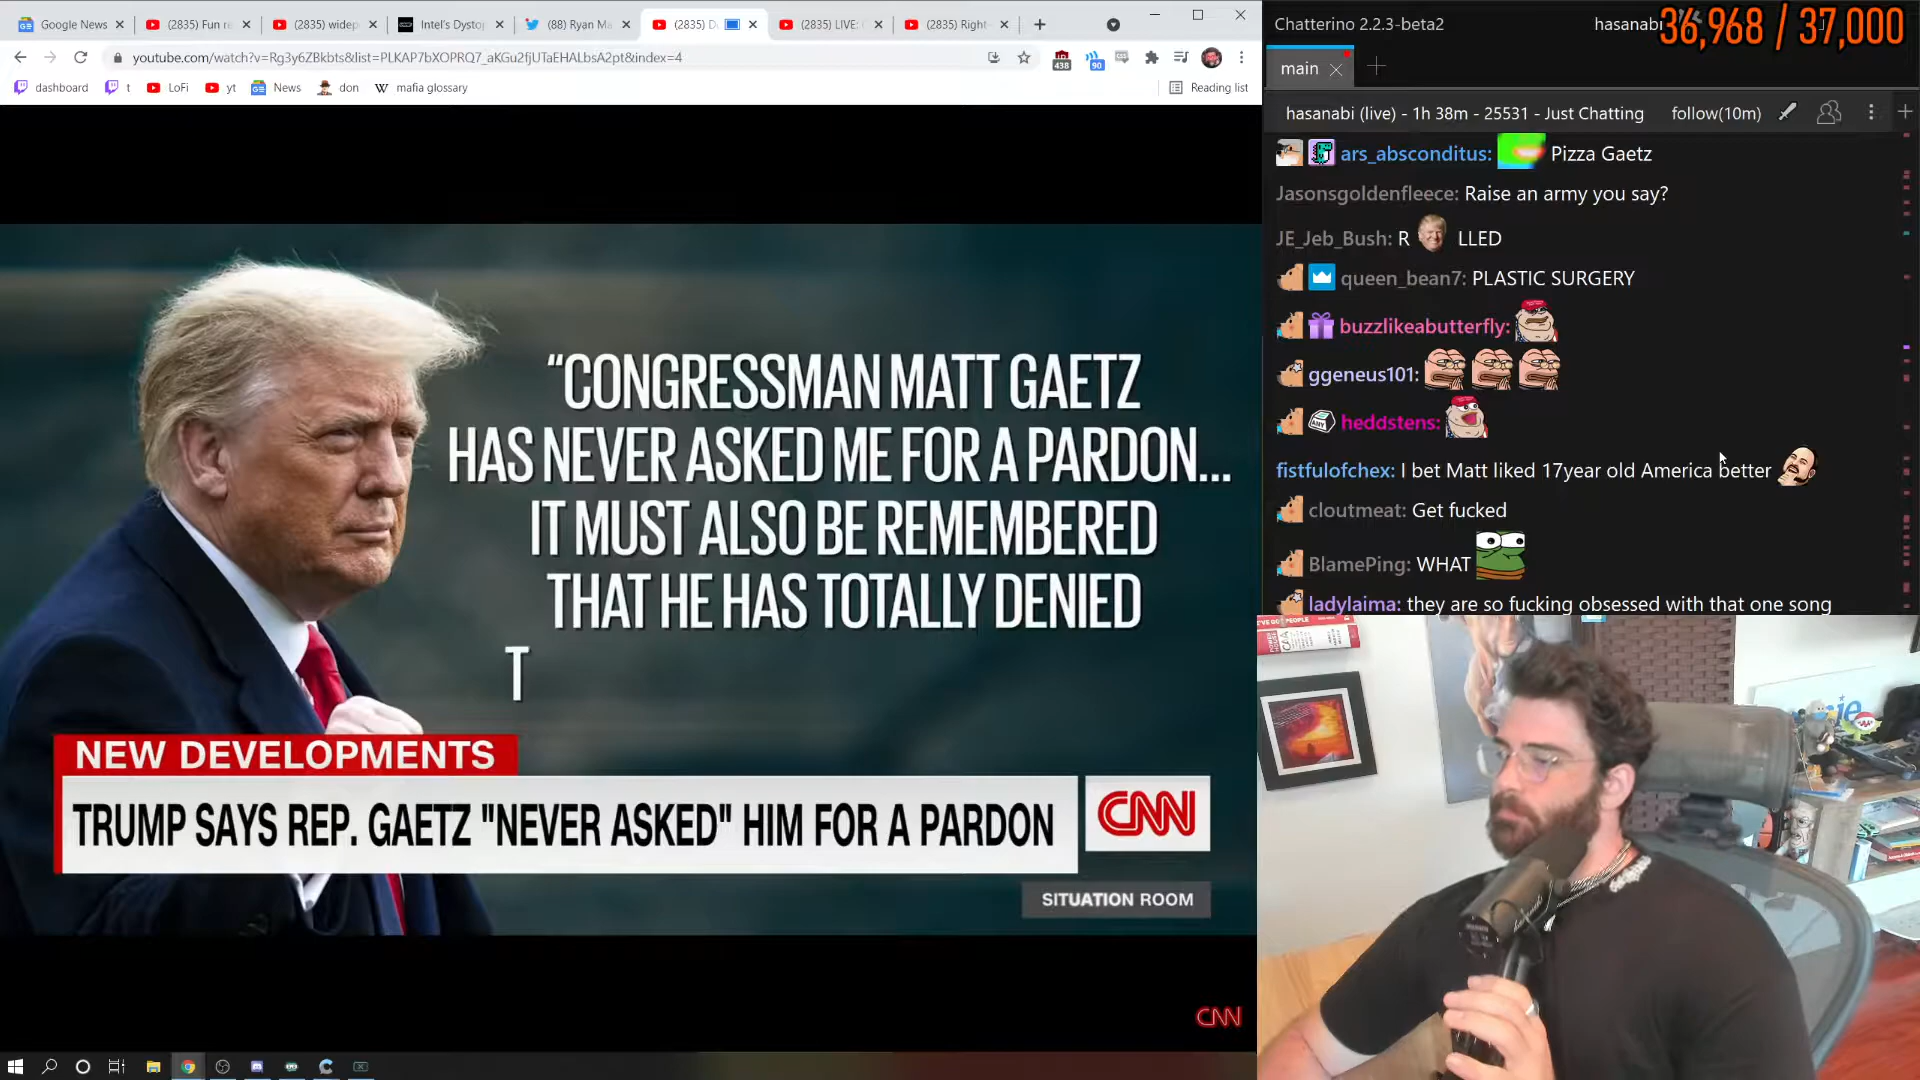 Google News
(2835) Fun r
(2835) widep
Intel's Dystop
(88) Ryan Ma
(2835) D
(2835) LIVE:
(2835) Right
youtube.com/watch?v=Rg3y6ZBkbts&list=PLKAP7bXOPRQ7_aKGu2fjUTaEHALbsA2pt&index=4
438
90
dashboard
t
LoFi
yt
News
don
mafia glossary
Reading list
"CONGRESSMAN MATT GAETZ
HAS NEVER ASKED ME FOR A PARDON...
IT MUST ALSO BE REMEMBERED
THAT HE HAS TOTALLY DENIED
T
NEW DEVELOPMENTS
TRUMP SAYS REP. GAETZ "NEVER ASKED" HIM FOR A PARDON
CNN
SITUATION ROOM
CNN
Chatterino 2.2.3-beta2
hasanabi
36,968 / 37,000
main
hasanabi (live) - 1h 38m - 25531 - Just Chatting
follow(10m)
ars_absconditus: Pizza Gaetz
Jasonsgoldenfleece: Raise an army you say?
JE_Jeb_Bush: R LLED
queen_bean7: PLASTIC SURGERY
buzzlikeabutterfly:
ggeneus101:
ANY heddstens:
fistfulofchex: I bet Matt liked 17year old America better
cloutmeat: Get fucked
BlamePing: WHAT
ladylaima: they are so fucking obsessed with that one song